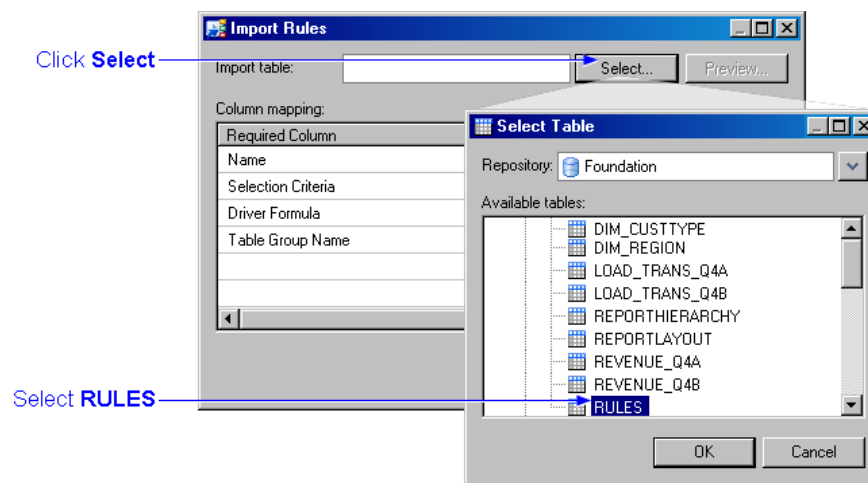 Import Rules
Click Select
Import table:
Select...
Preview...
Column mapping:
Required Column
Name
Selection Criteria
Driver Formula
Table Group Name
Select Table
Repository:
Foundation
Available tables:
DIM_CUSTTYPE
DIM_REGION
LOAD_TRANS_Q4A
LOAD_TRANS_Q4B
REPORTHIERARCHY
REPORTLAYOUT
REVENUE_Q4A
REVENUE_Q4B
Select RULES
RULES
OK
Cancel